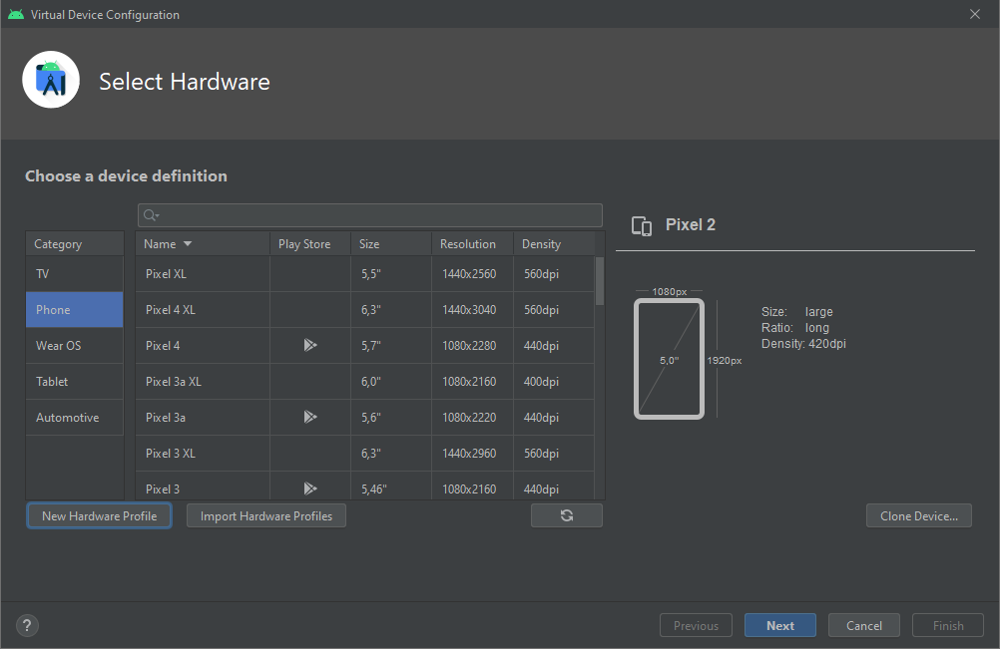 Virtual Device Configuration
Select Hardware
Choose a device definition
Category
TV
Phone
Wear OS
Tablet
Automotive
Name Play Store Size Resolution Density
Pixel XL 5,5" 1440x2560 560dpi
Pixel 4 XL 6,3" 1440x3040 560dpi
Pixel 4 5,7" 1080x2280 440dpi
Pixel 3a XL 6,0" 1080x2160 400dpi
Pixel 3a 5,6" 1080x2220 440dpi
Pixel 3 XL 6,3" 1440x2960 560dpi
Pixel 3 5,46" 1080x2160 440dpi
Pixel 2
1080px
5,0"
1920px
Size: large
Ratio: long
Density: 420dpi
New Hardware Profile
Import Hardware Profiles
Clone Device...
?
Previous
Next
Cancel
Finish